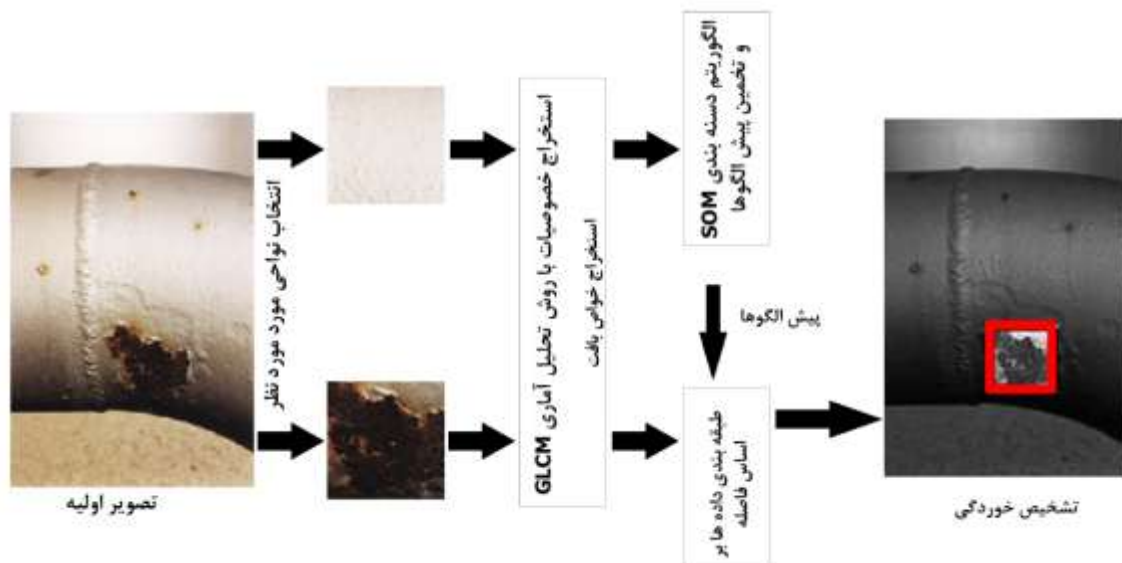 تصویر اولیه
انتخاب نواحی مورد مورد نظر
استخراج خصوصیات با روش تحلیل آماری GLCM
استخراج خواص بافت
الگوریتم دسته بندی SOM
و تخمین پیش الگوها
پیش الگوها
طبقه بندی داده ها بر
اساس فاصله
تشخیص خوردگی